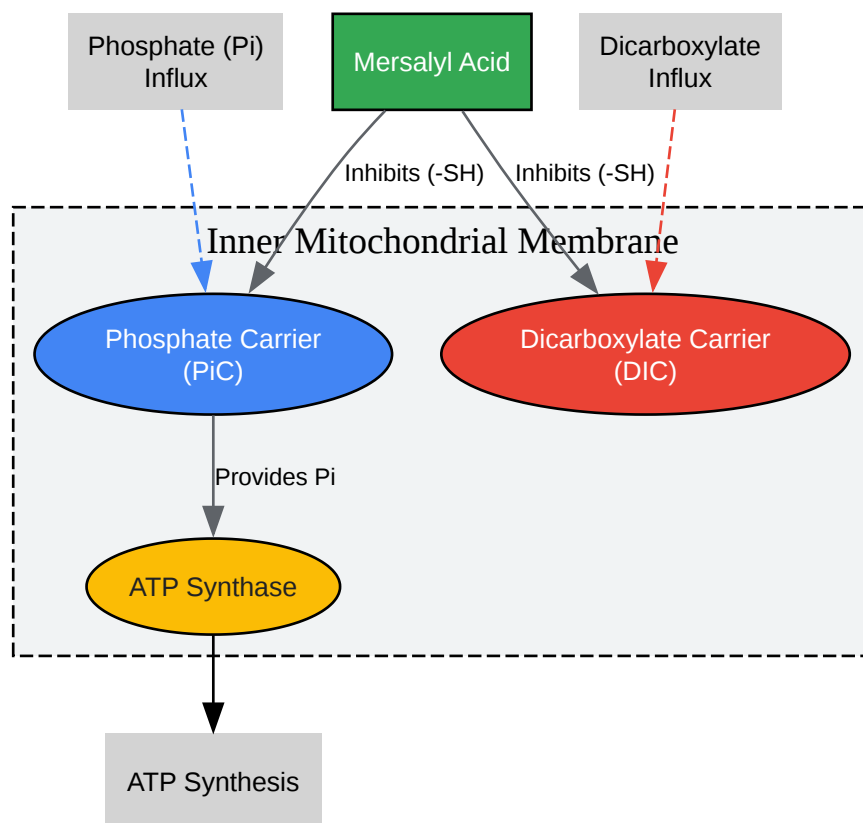 Phosphate (Pi)
Influx
Mersalyl Acid
Dicarboxylate
Influx
Inhibits (-SH)
Inhibits (-SH)
Inner Mitochondrial Membrane
Phosphate Carrier
(PiC)
Dicarboxylate Carrier
(DIC)
Provides Pi
ATP Synthase
ATP Synthesis